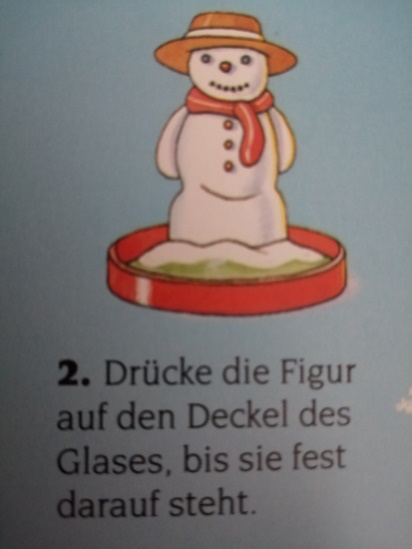 2. Drücke die Figur
auf den Deckel des
Glases, bis sie fest
darauf steht.